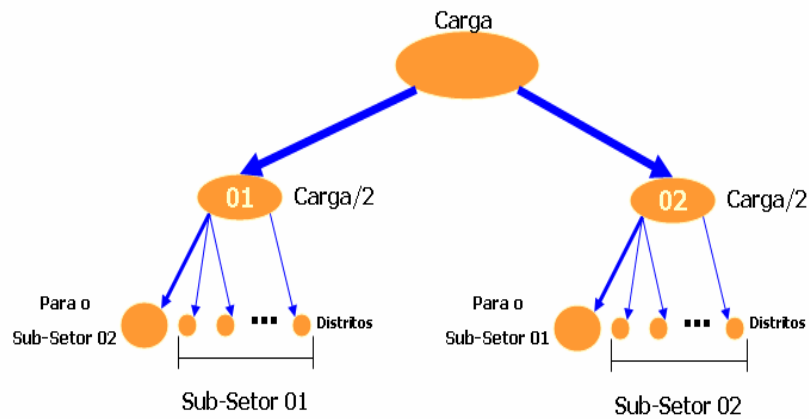 Carga
01
Carga/2
02
Carga/2
Para o
Sub-Setor 02
Distritos
Para o
Sub-Setor 01
Distritos
Sub-Setor 01
Sub-Setor 02